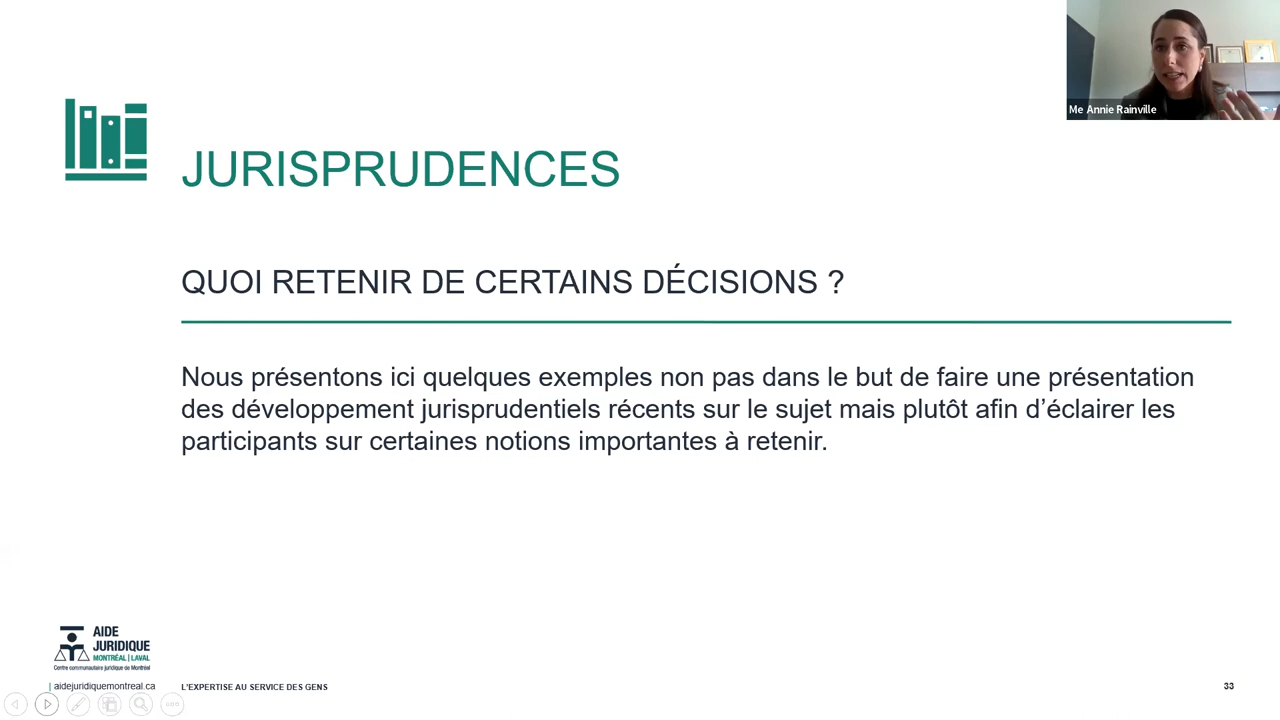 Me Annie Rainville
JURISPRUDENCES
QUOI RETENIR DE CERTAINS DÉCISIONS ?
Nous présentons ici quelques exemples non pas dans le but de faire une présentation
des développement jurisprudentiels récents sur le sujet mais plutôt afin d’éclairer les
participants sur certaines notions importantes à retenir.
AIDE
JURIDIQUE
MONTRÉAL | LAVAL
Centre communautaire juridique de Montréal
| aidejuridiquemontreal.ca
L'EXPERTISE AU SERVICE DES GENS
33